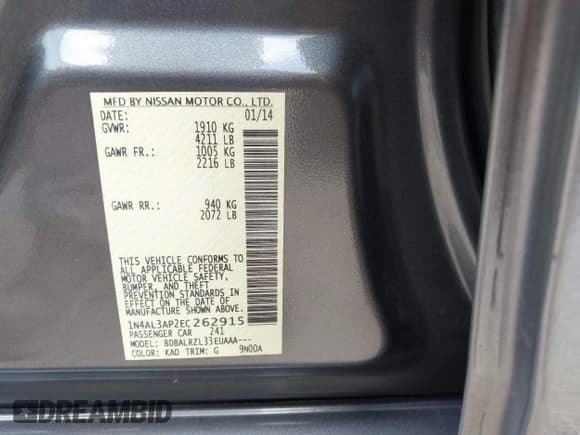 MFD BY NISSAN MOTOR CO., LTD.
DATE: 01/14
GVWR: 1910 KG
4211 LB
GAWR FR.: 1005 KG
2216 LB
GAWR RR.: 940 KG
2072 LB
THIS VEHICLE CONFORMS TO
ALL APPLICABLE FEDERAL
MOTOR VEHICLE SAFETY,
BUMPER, AND THEFT
PREVENTION STANDARDS
IN EFFECT ON THE DATE OF
MANUFACTURE SHOWN ABOVE.
1N4AL3AP2EC262915
PASSENGER CAR 241
MODEL: BDBALRZL33EUAAA---
COLOR: KAD TRIM: G 9N00A
DREAMBID